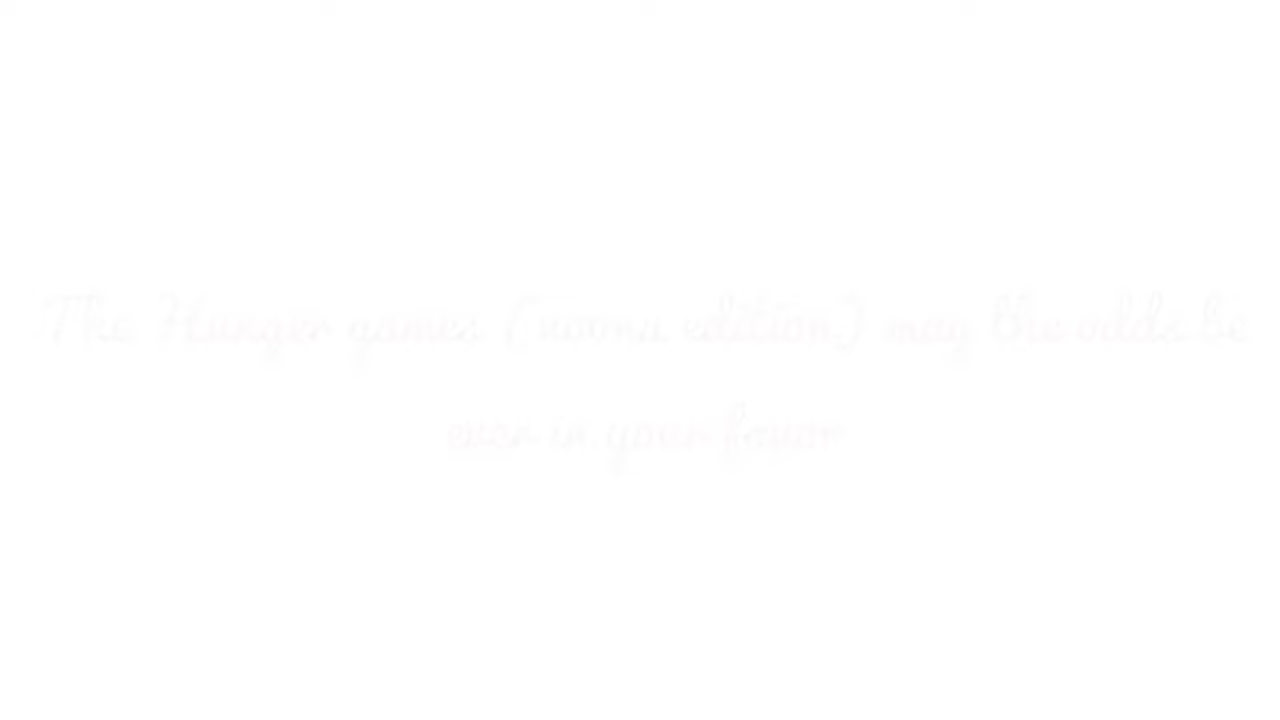 The Hunger games ( edition) may the odds be
ever in your favor